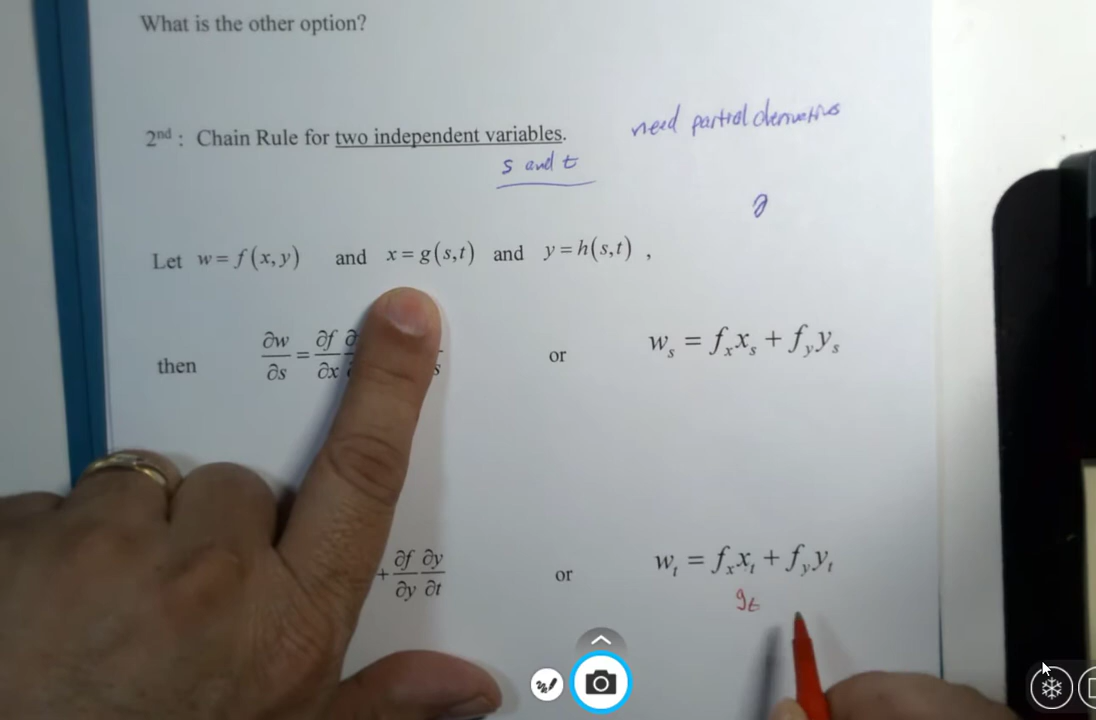 What is the other option?
2nd : Chain Rule for two independent variables.
need partial derivatives
s and t
∂
Let w = f(x,y) and x = g(s,t) and y = h(s,t) ,
then ∂w/∂s = ∂f/∂x ∂ s or w_s = f_x x_s + f_y y_s
+ ∂f/∂y ∂y/∂t or w_t = f_x x_t + f_y y_t
g_t